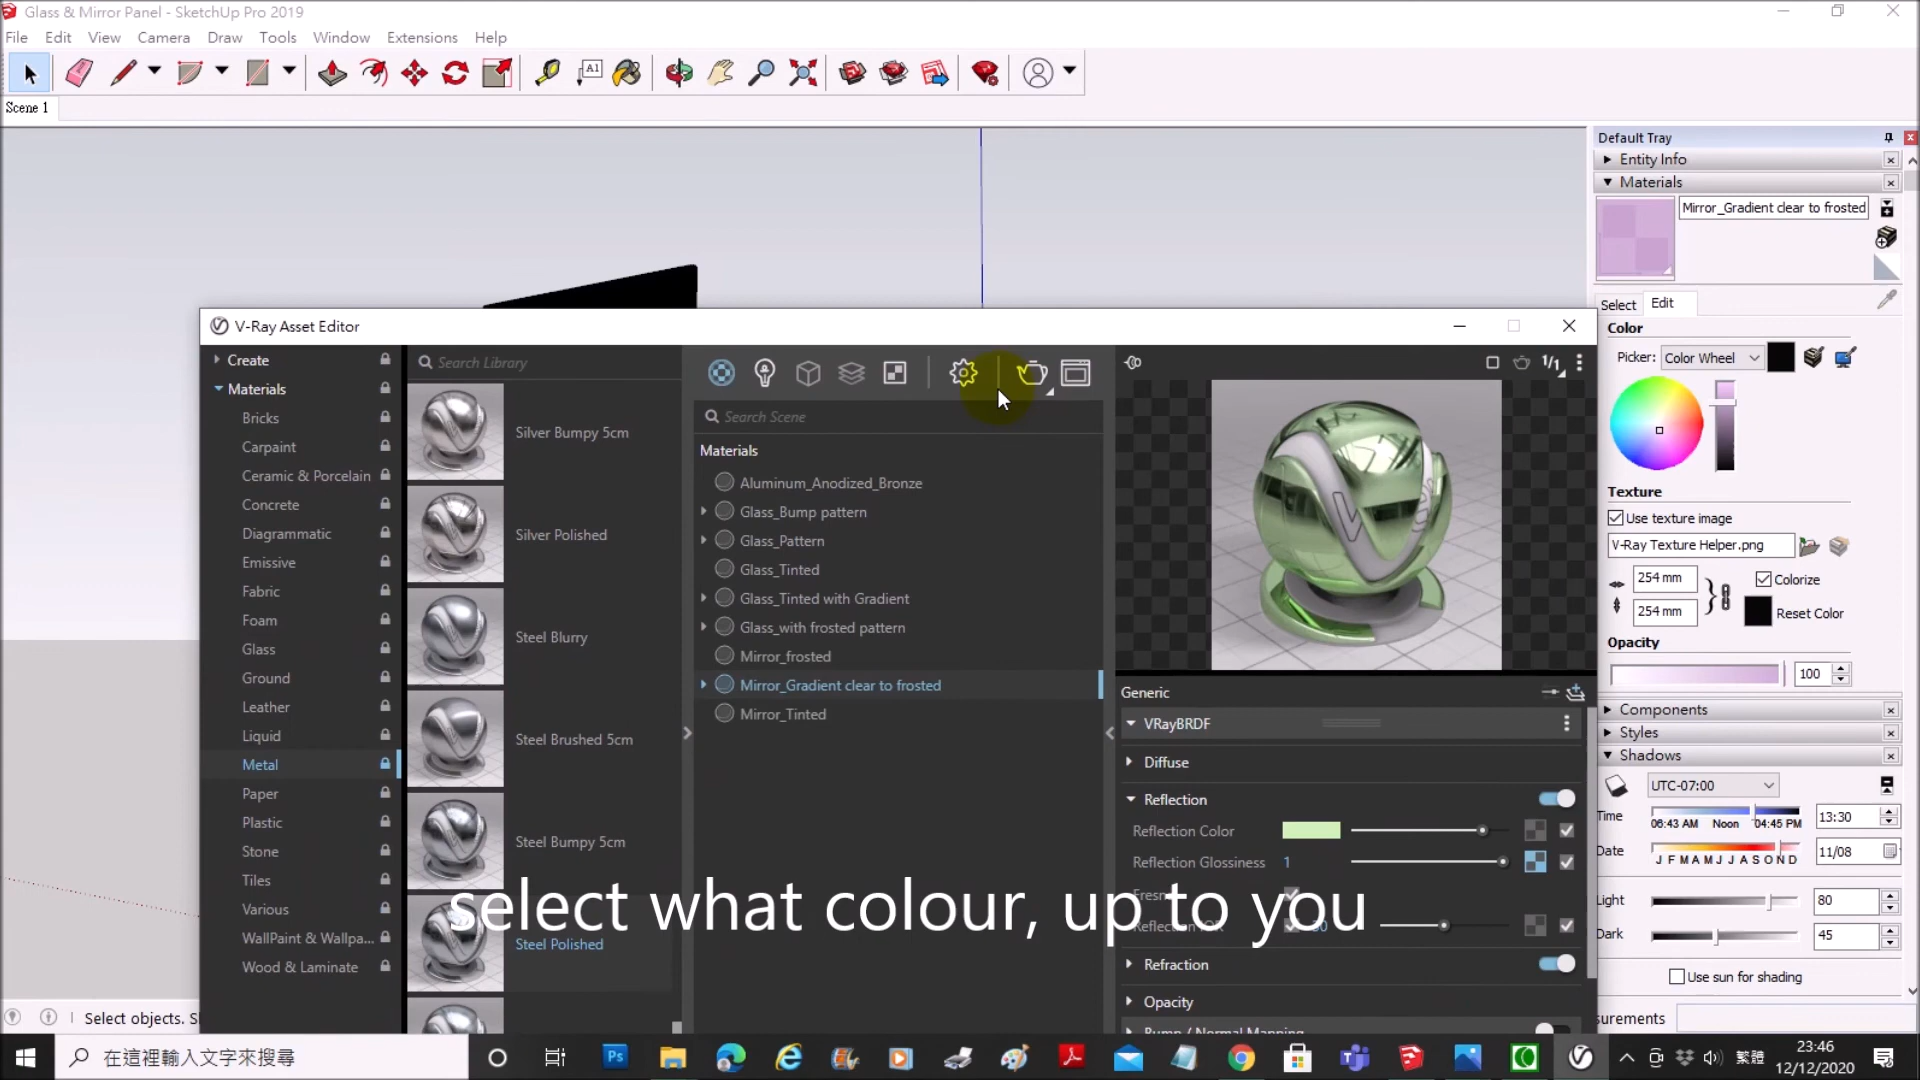 Glass & Mirror Panel - SketchUp Pro 2019
File Edit View Camera Draw Tools Window Extensions Help
A1
Scene 1
Default Tray
Entity Info
Materials
Mirror_Gradient clear to frosted
Select Edit
Color
Picker: Color Wheel
Texture
Use texture image
V-Ray Texture Helper.png
254 mm
Colorize
254 mm
Reset Color
Opacity
100
Components
Styles
Shadows
UTC-07:00
Time
06:43 AM Noon 04:45 PM
13:30
Date
J F M A M J J A S O N D
11/08
Light
80
Dark
45
Use sun for shading
V-Ray Asset Editor
Create
Materials
Bricks
Carpaint
Ceramic & Porcelain
Concrete
Diagrammatic
Emissive
Fabric
Foam
Glass
Ground
Leather
Liquid
Metal
Paper
Plastic
Stone
Tiles
Various
WallPaint & Wallpa...
Wood & Laminate
Search Library
Silver Bumpy 5cm
Silver Polished
Steel Blurry
Steel Brushed 5cm
Steel Bumpy 5cm
Steel Polished
Search Scene
Materials
Aluminum_Anodized_Bronze
Glass_Bump pattern
Glass_Pattern
Glass_Tinted
Glass_Tinted with Gradient
Glass_with frosted pattern
Mirror_frosted
Mirror_Gradient clear to frosted
Mirror_Tinted
1/1
Generic
VRayBRDF
Diffuse
Reflection
Reflection Color
Reflection Glossiness 1
Refraction
Opacity
select what colour, up to you
Select objects.
在這裡輸入文字來搜尋
繁體
23:46
12/12/2020